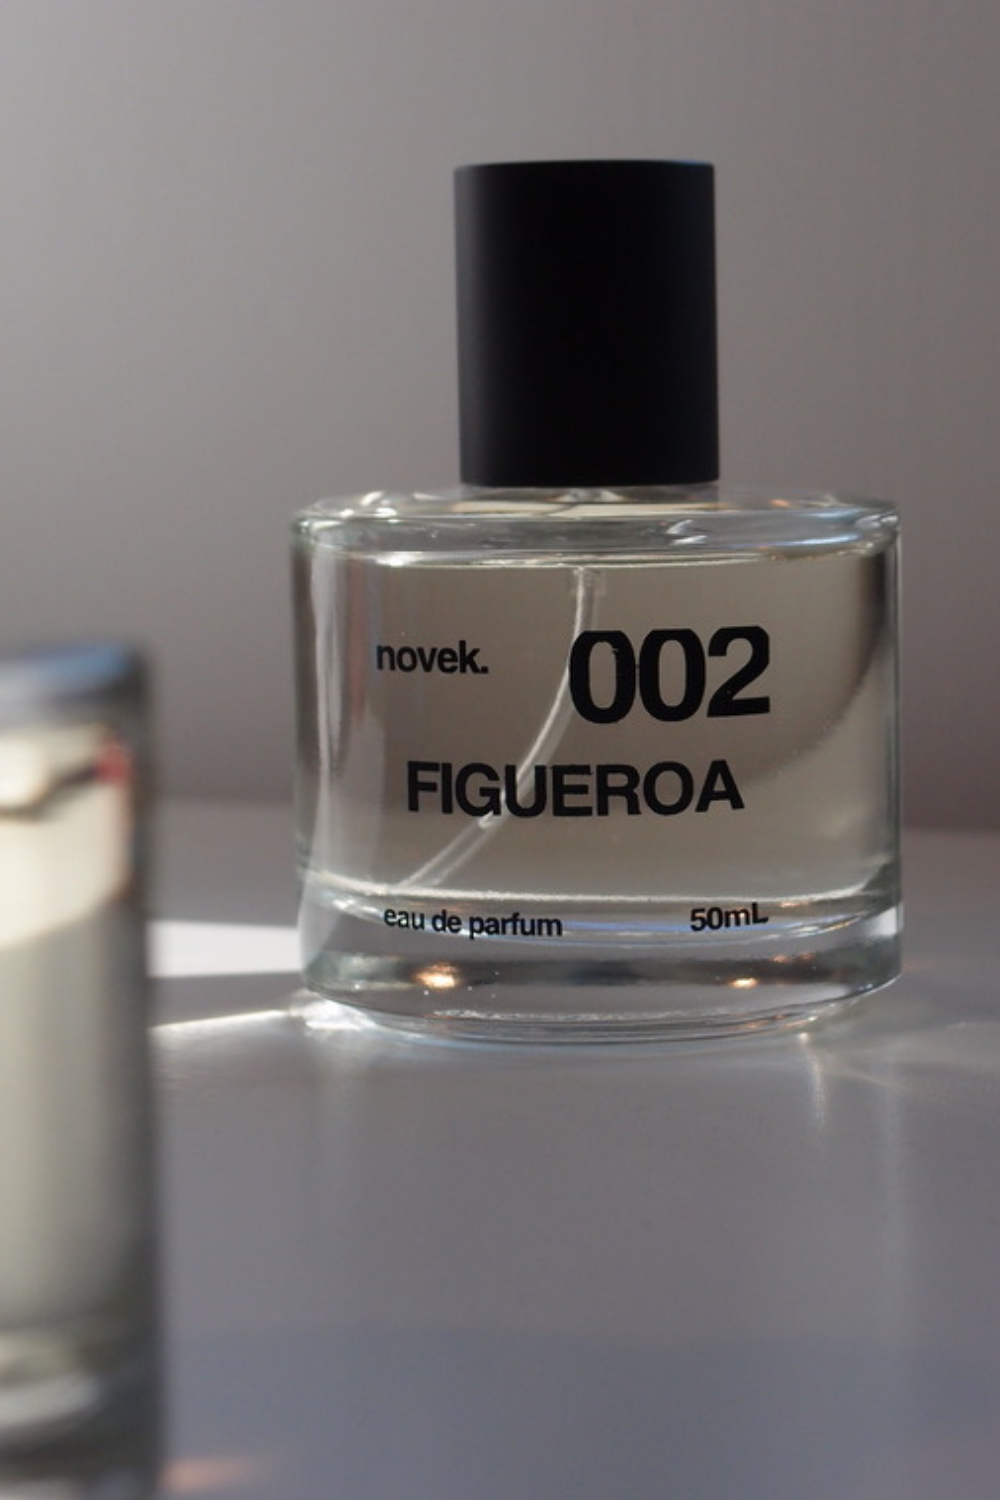 novek. 002
FIGUEROA
eau de parfum 50mL